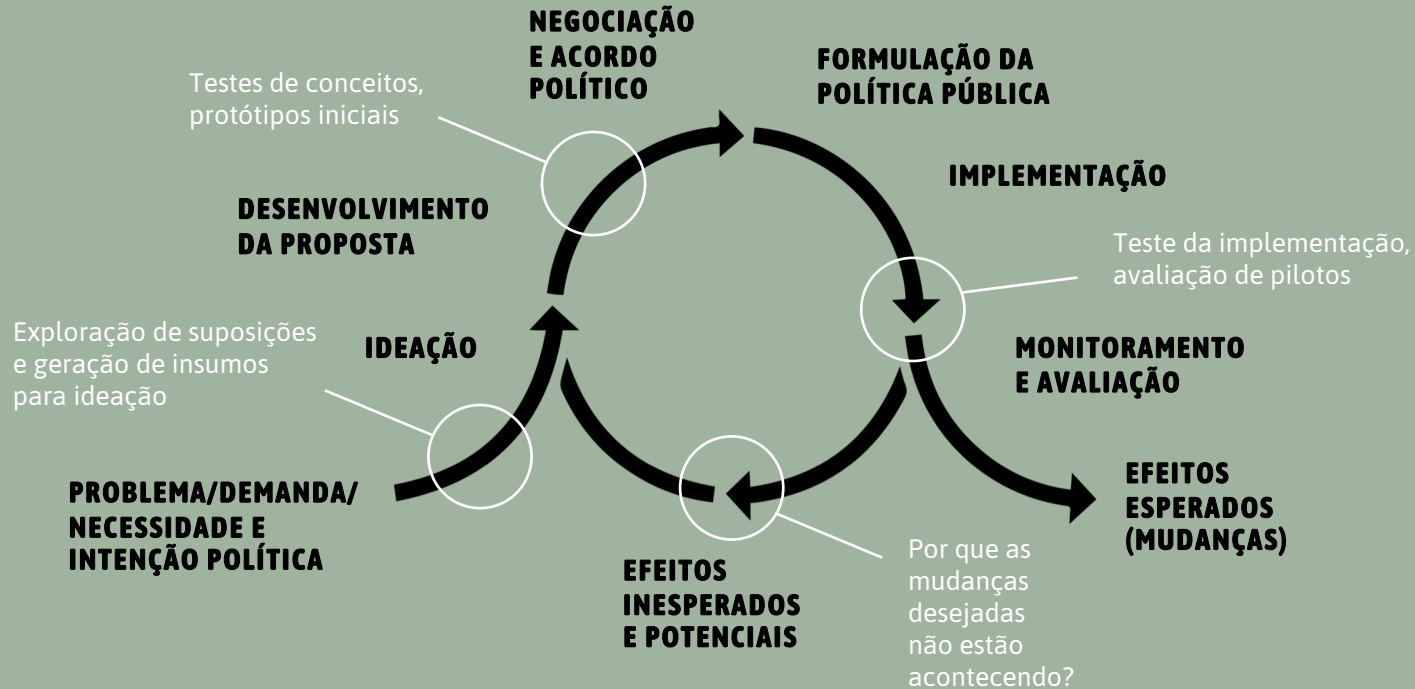 NEGOCIAÇÃO
E ACORDO
POLÍTICO
FORMULAÇÃO DA
POLÍTICA PÚBLICA
Testes de conceitos,
protótipos iniciais
IMPLEMENTAÇÃO
DESENVOLVIMENTO
DA PROPOSTA
Teste da implementação,
avaliação de pilotos
Exploração de suposições
e geração de insumos
para ideação
IDEAÇÃO
MONITORAMENTO
E AVALIAÇÃO
PROBLEMA/DEMANDA/
NECESSIDADE E
INTENÇÃO POLÍTICA
EFEITOS
ESPERADOS
(MUDANÇAS)
EFEITOS
INESPERADOS
E POTENCIAIS
Por que as
mudanças
desejadas
não estão
acontecendo?